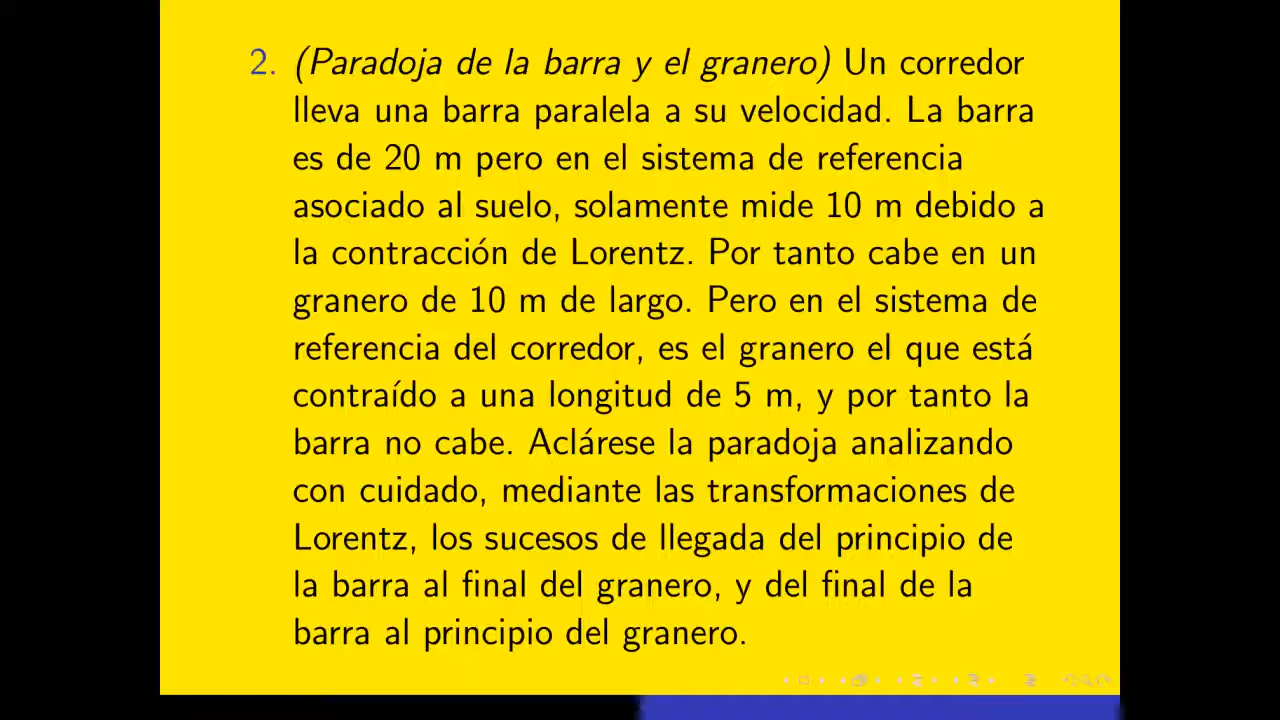 2. (Paradoja de la barra y el granero) Un corredor
lleva una barra paralela a su velocidad. La barra
es de 20 m pero en el sistema de referencia
asociado al suelo, solamente mide 10 m debido a
la contracción de Lorentz. Por tanto cabe en un
granero de 10 m de largo. Pero en el sistema de
referencia del corredor, es el granero el que está
contraído a una longitud de 5 m, y por tanto la
barra no cabe. Aclárese la paradoja analizando
con cuidado, mediante las transformaciones de
Lorentz, los sucesos de llegada del principio de
la barra al final del granero, y del final de la
barra al principio del granero.